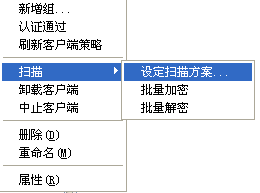 新增组...
认证通过
刷新客户端策略
扫描
卸载客户端
中止客户端
删除(D)
重命名(M)
属性(R)
设定扫描方案...
批量加密
批量解密